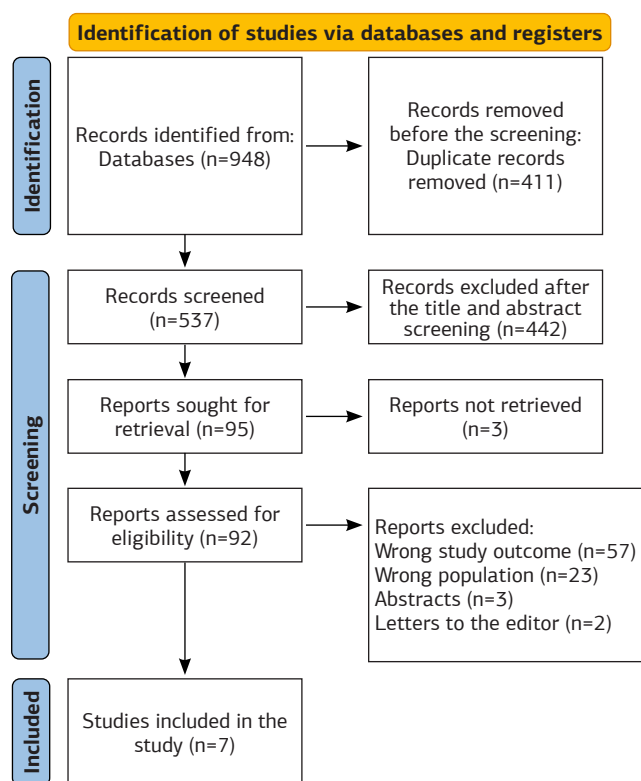 Identification of studies via databases and registers
Identification
Records identified from:
Databases (n=948)
Records removed
before the screening:
Duplicate records
removed (n=411)
Screening
Records screened
(n=537)
Records excluded after
the title and abstract
screening (n=442)
Reports sought for
retrieval (n=95)
Reports not retrieved
(n=3)
Reports assessed for
eligibility (n=92)
Reports excluded:
Wrong study outcome (n=57)
Wrong population (n=23)
Abstracts (n=3)
Letters to the editor (n=2)
Included
Studies included in the
study (n=7)